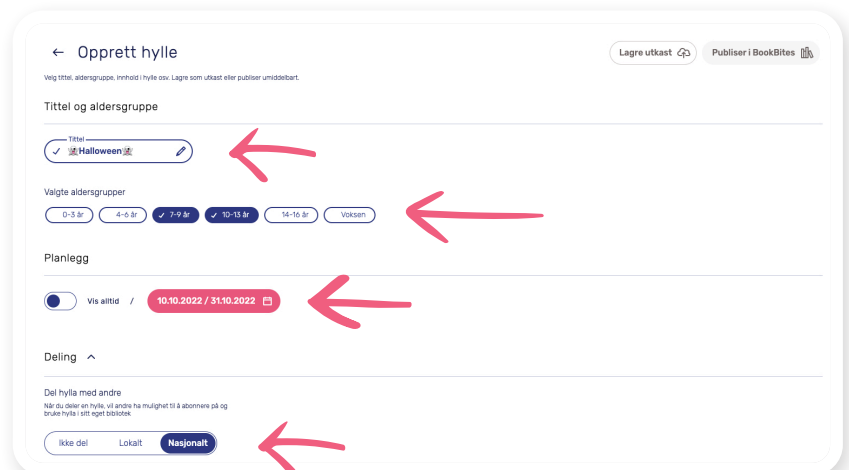 ← Opprett hylle
Lagre utkast
Publiser i BookBites
Velg tittel, aldersgruppe, innhold i hylle osv. Lagre som utkast eller publiser umiddelbart.
Tittel og aldersgruppe
Tittel
Halloween
Valgte aldersgrupper
0-3 år 4-6 år 7-9 år 10-13 år 14-16 år Voksen
Planlegg
Vis alltid / 10.10.2022 / 31.10.2022
Deling
Del hylla med andre
Når du deler en hylle, vil andre ha mulighet til å abonnere på og
bruke hylla i sitt eget bibliotek
Ikke del Lokalt Nasjonalt